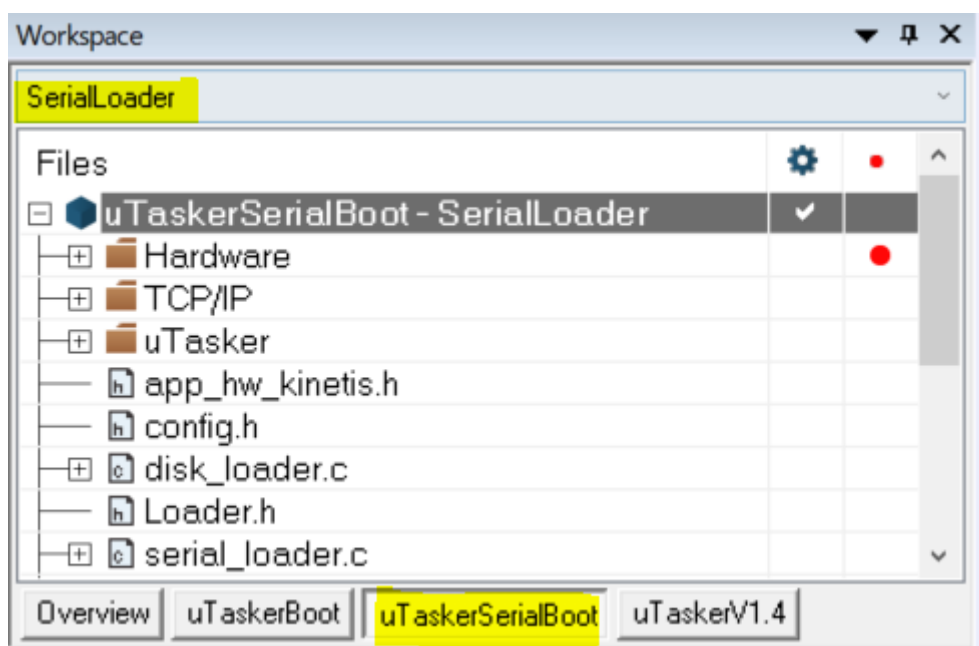 Workspace
SerialLoader
Files
uTaskerSerialBoot - SerialLoader
Hardware
TCP/IP
uTasker
app_hw_kinetis.h
config.h
disk_loader.c
Loader.h
serial_loader.c
Overview uTaskerBoot uTaskerSerialBoot uTaskerV1.4